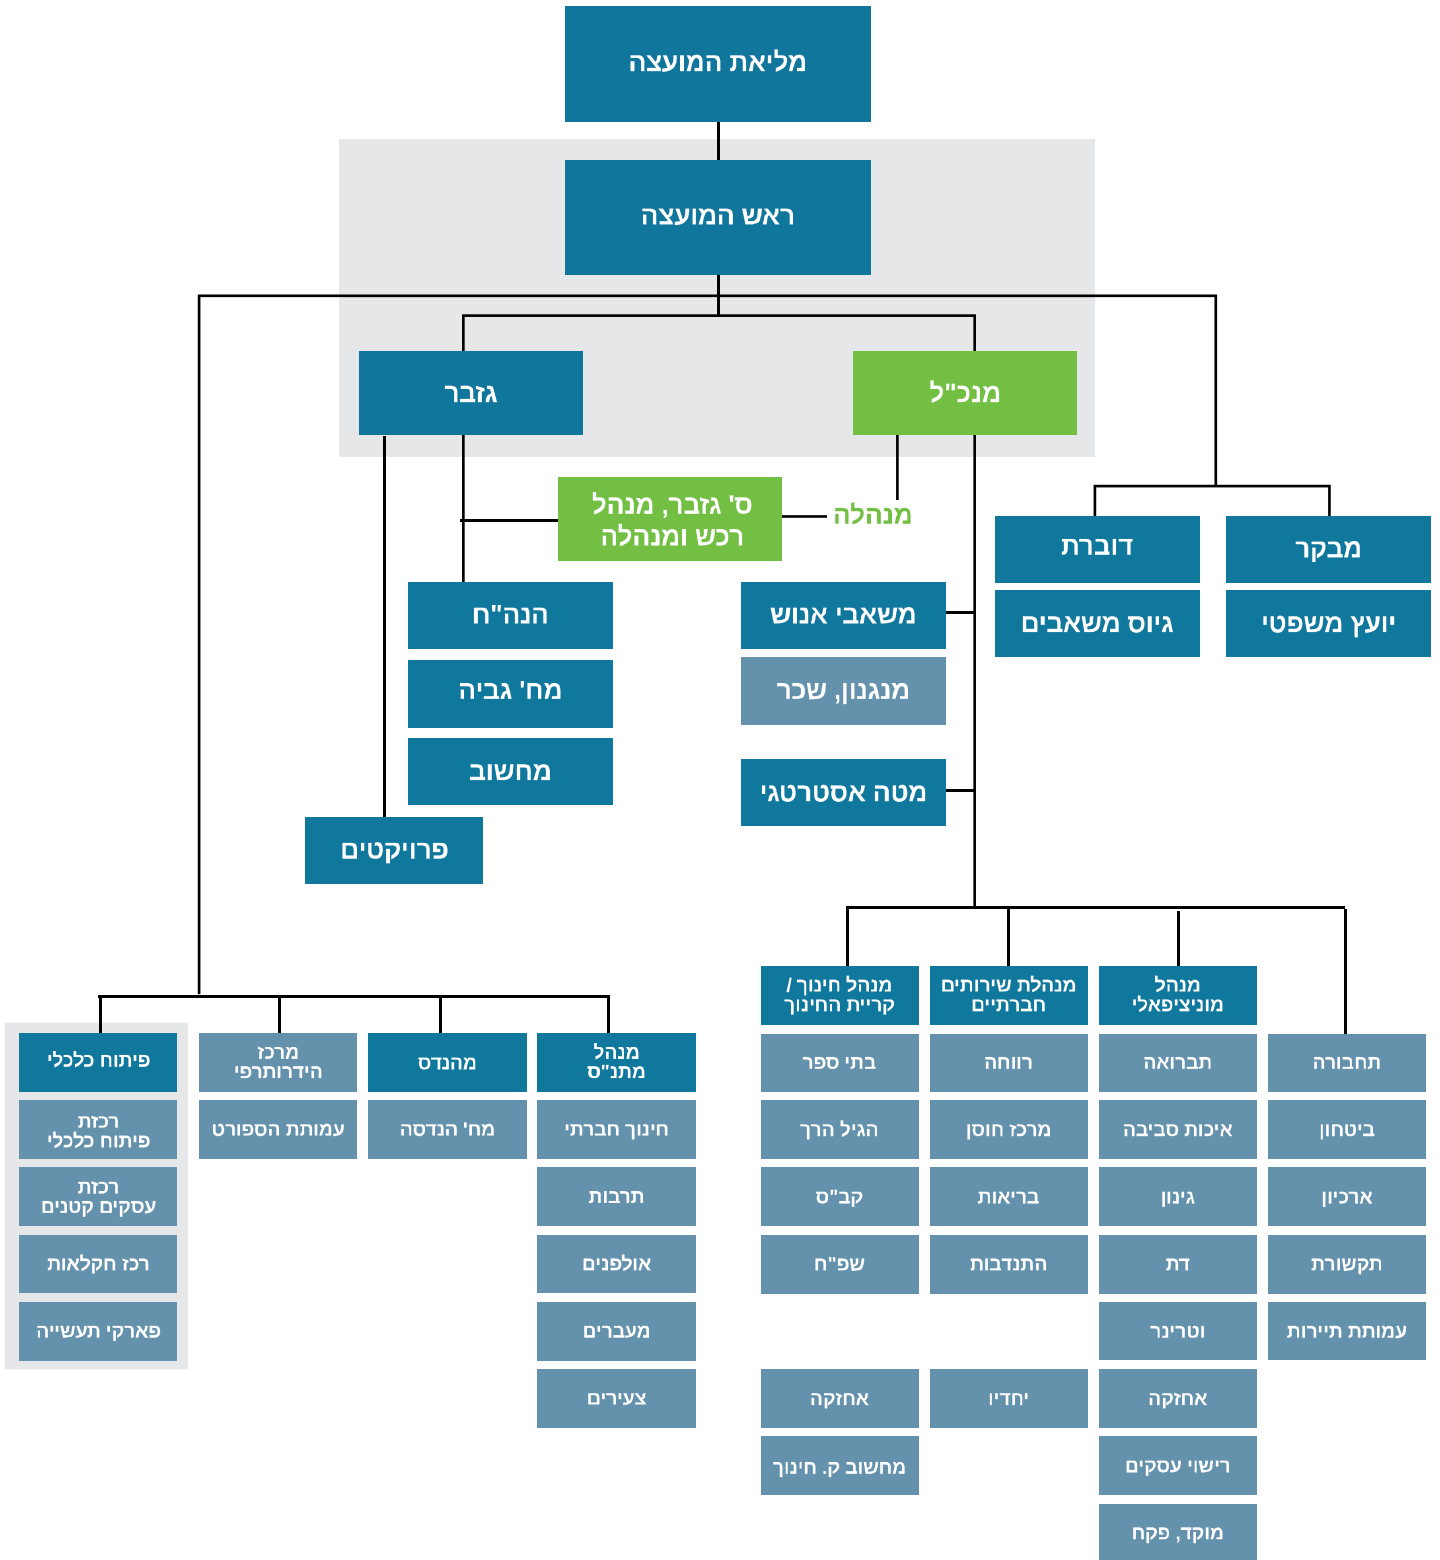 מליאת המועצה
ראש המועצה
מנכ"ל
גזבר
ס' גזבר, מנהל
רכש ומנהלה
מנהלה
מבקר
דוברת
יועץ משפטי
גיוס משאבים
משאבי אנוש
מנגנון, שכר
מטה אסטרטגי
הנה"ח
מח' גביה
מחשוב
פרויקטים
תחבורה
ביטחון
ארכיון
תקשורת
עמותת תיירות
מנהל
מוניציפאלי
תברואה
איכות סביבה
גינון
דת
וטרינר
אחזקה
רישוי עסקים
מוקד, פקח
מנהלת שירותים
חברתיים
רווחה
מרכז חוסן
בריאות
התנדבות
יחדיו
מנהל חינוך /
קריית החינוך
בתי ספר
הגיל הרך
קב"ס
שפ"ח
אחזקה
מחשוב ק. חינוך
מנהל
מתנ"ס
חינוך חברתי
תרבות
אולפנים
מעברים
צעירים
מהנדס
מח' הנדסה
מרכז
הידרותרפי
עמותת הספורט
פיתוח כלכלי
רכזת
פיתוח כלכלי
רכזת
עסקים קטנים
רכז חקלאות
פארקי תעשייה